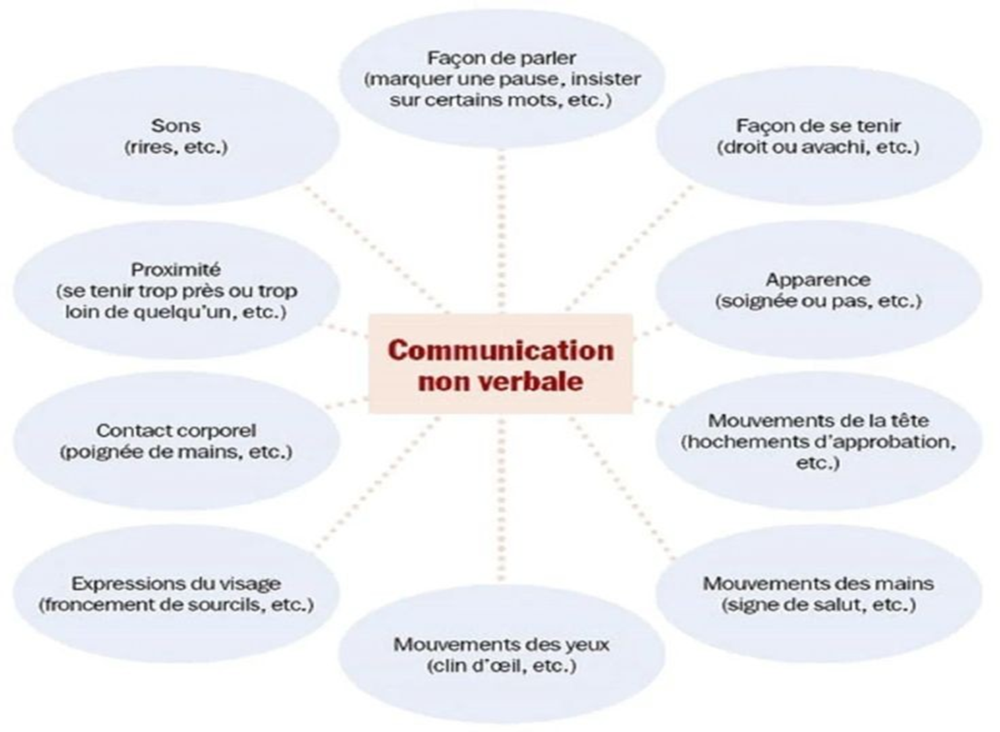 Façon de parler
(marquer une pause, insister
sur certains mots, etc.)
Sons
(rires, etc.)
Façon de se tenir
(droit ou avachi, etc.)
Proximité
(se tenir trop près ou trop
loin de quelqu'un, etc.)
Apparence
(soignée ou pas, etc.)
Communication
non verbale
Contact corporel
(poignée de mains, etc.)
Mouvements de la tête
(hochements d'approbation,
etc.)
Expressions du visage
(froncement de sourcils, etc.)
Mouvements des mains
(signe de salut, etc.)
Mouvements des yeux
(clin d'œil, etc.)